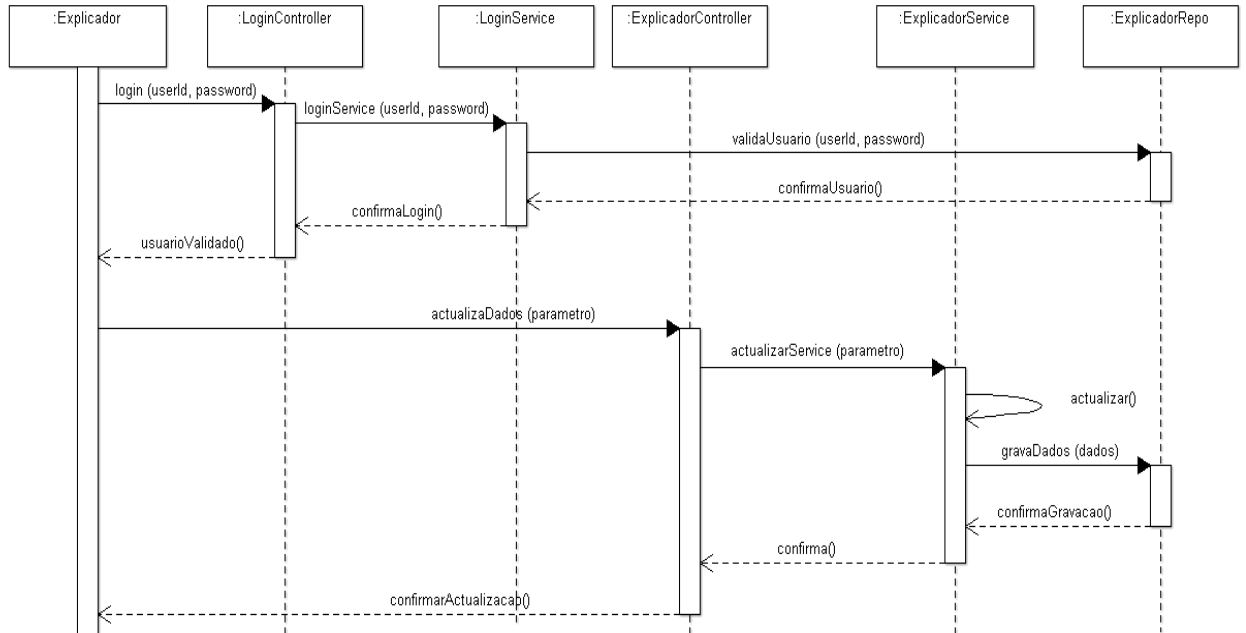 :Explicador
:LoginController
:LoginService
:ExplicadorController
:ExplicadorService
:ExplicadorRepo
login (userId, password)
loginService (userId, password)
validaUsuario (userId, password)
confirmaUsuario()
confirmaLogin()
usuarioValidado()
actualizaDados (parametro)
actualizarService (parametro)
actualizar()
gravaDados (dados)
confirmaGravacao()
confirma()
confirmarActualizacao()